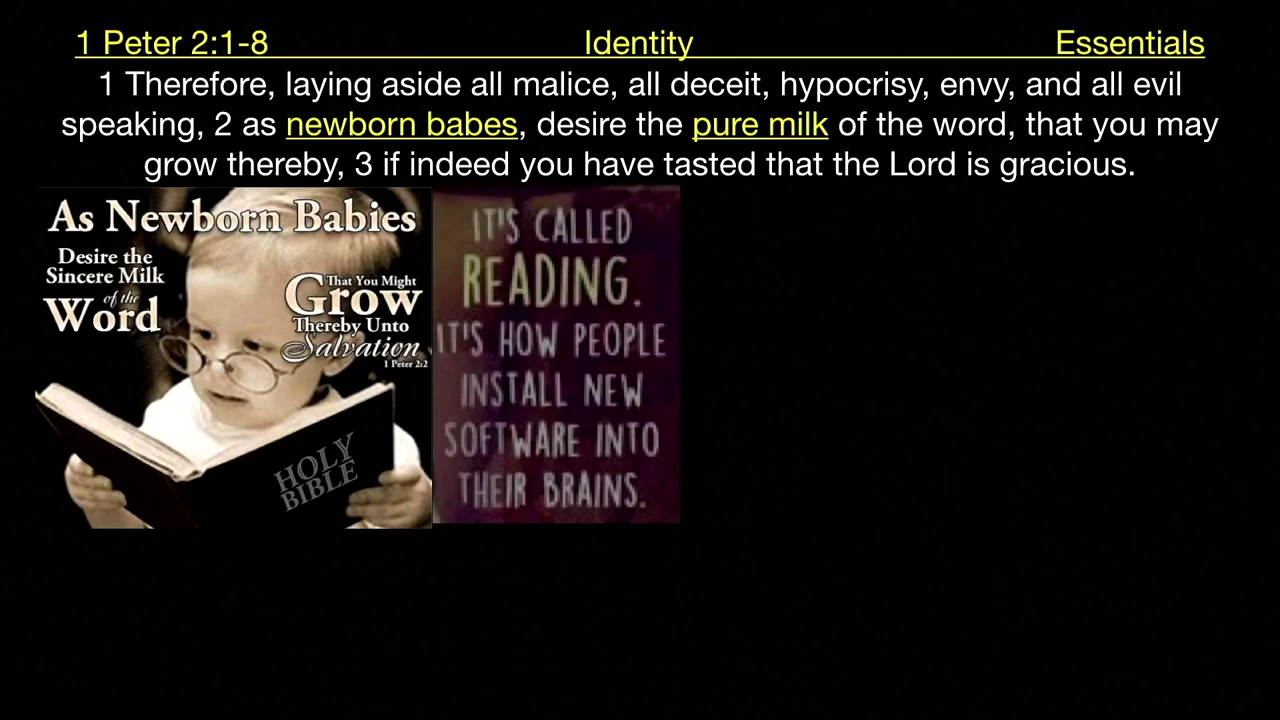 1 Peter 2:1-8 Identity Essentials
1 Therefore, laying aside all malice, all deceit, hypocrisy, envy, and all evil
speaking, 2 as newborn babes, desire the pure milk of the word, that you may
grow thereby, 3 if indeed you have tasted that the Lord is gracious.
As Newborn Babies
Desire the
Sincere Milk
of the
Word
That You Might
Grow
Thereby Unto
Salvation
1 Peter 2:2
HOLY
BIBLE
IT'S CALLED
READING.
IT'S HOW PEOPLE
INSTALL NEW
SOFTWARE INTO
THEIR BRAINS.